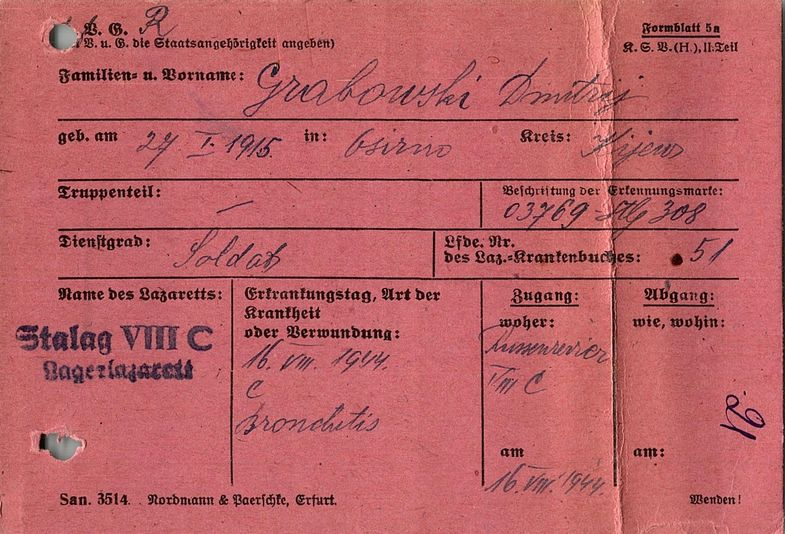 V. G. R
V. u. G. die Staatsangehörigkeit angeben)
Formblatt 5a
K. S. V. (H.), II. Teil
Familien- u. Vorname: Grabowski Dmitrij
geb. am 27 I. 1915. in: Osirno Kreis: Kijew
Truppenteil: —
Beschriftung der Erkennungsmarke:
03769 Stlg 308
Dienstgrad: Soldat
Lfde. Nr.
des Laz.-Krankenbuches: 51
Name des Lazaretts:
Stalag VIII C
Lagerlazarett
Erkrankungstag, Art der
Krankheit
oder Verwundung:
16. VIII. 1944.
C
Bronchitis
Zugang:
woher:
Russenrevier
VIII C
am
16. VIII. 1944.
Abgang:
wie, wohin:
am:
San. 3514. Nordmann & Paerschke, Erfurt.
Wenden!